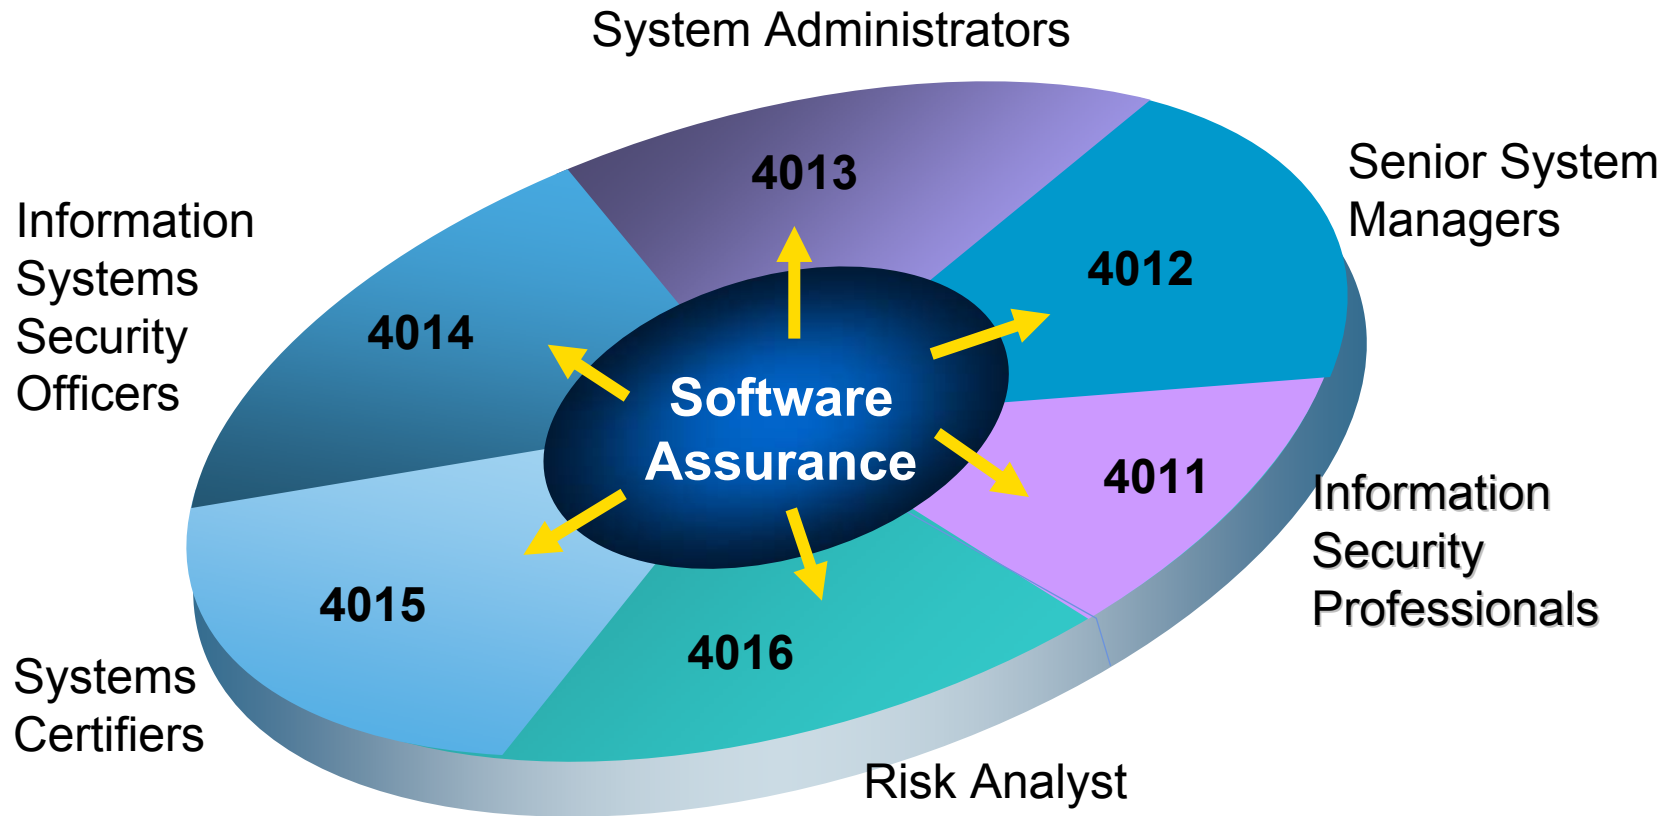 System Administrators
4013
Senior System
Managers
4012
Information
Systems
Security
Officers
4014
Software
Assurance
4011
Information
Security
Professionals
4015
4016
Systems
Certifiers
Risk Analyst